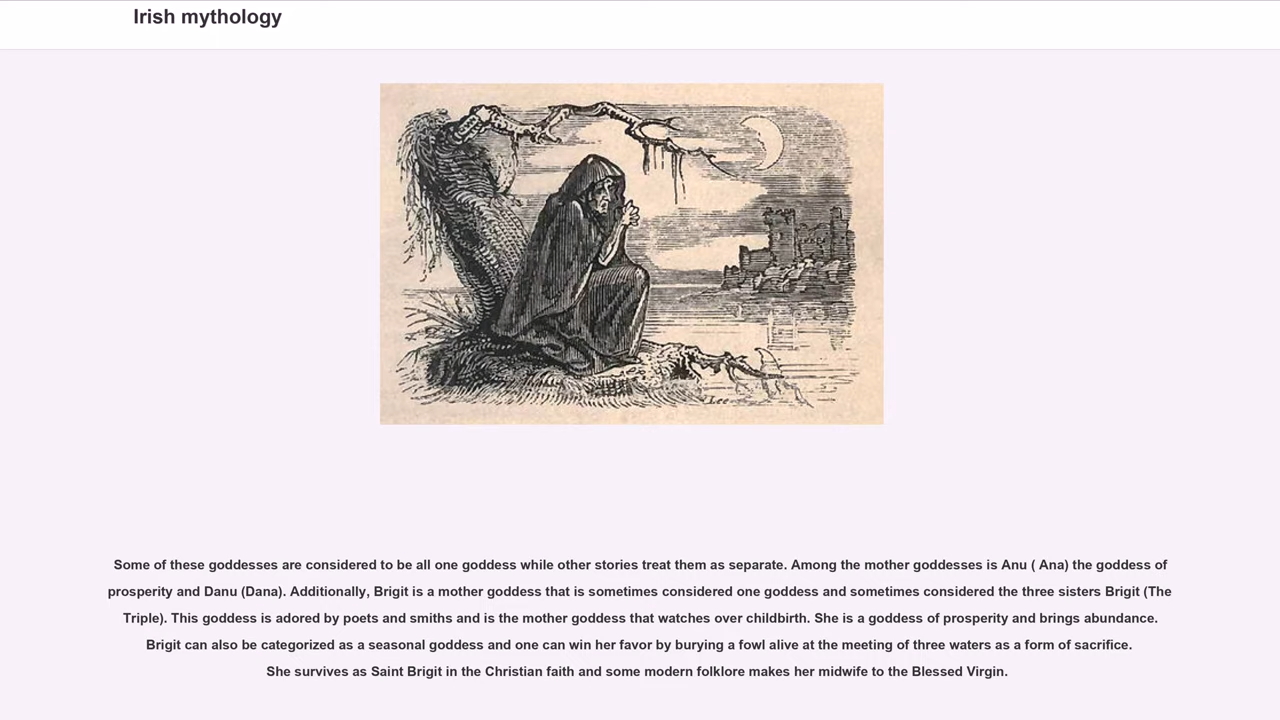 Irish mythology
Lee
Some of these goddesses are considered to be all one goddess while other stories treat them as separate. Among the mother goddesses is Anu ( Ana) the goddess of
prosperity and Danu (Dana). Additionally, Brigit is a mother goddess that is sometimes considered one goddess and sometimes considered the three sisters Brigit (The
Triple). This goddess is adored by poets and smiths and is the mother goddess that watches over childbirth. She is a goddess of prosperity and brings abundance.
Brigit can also be categorized as a seasonal goddess and one can win her favor by burying a fowl alive at the meeting of three waters as a form of sacrifice.
She survives as Saint Brigit in the Christian faith and some modern folklore makes her midwife to the Blessed Virgin.